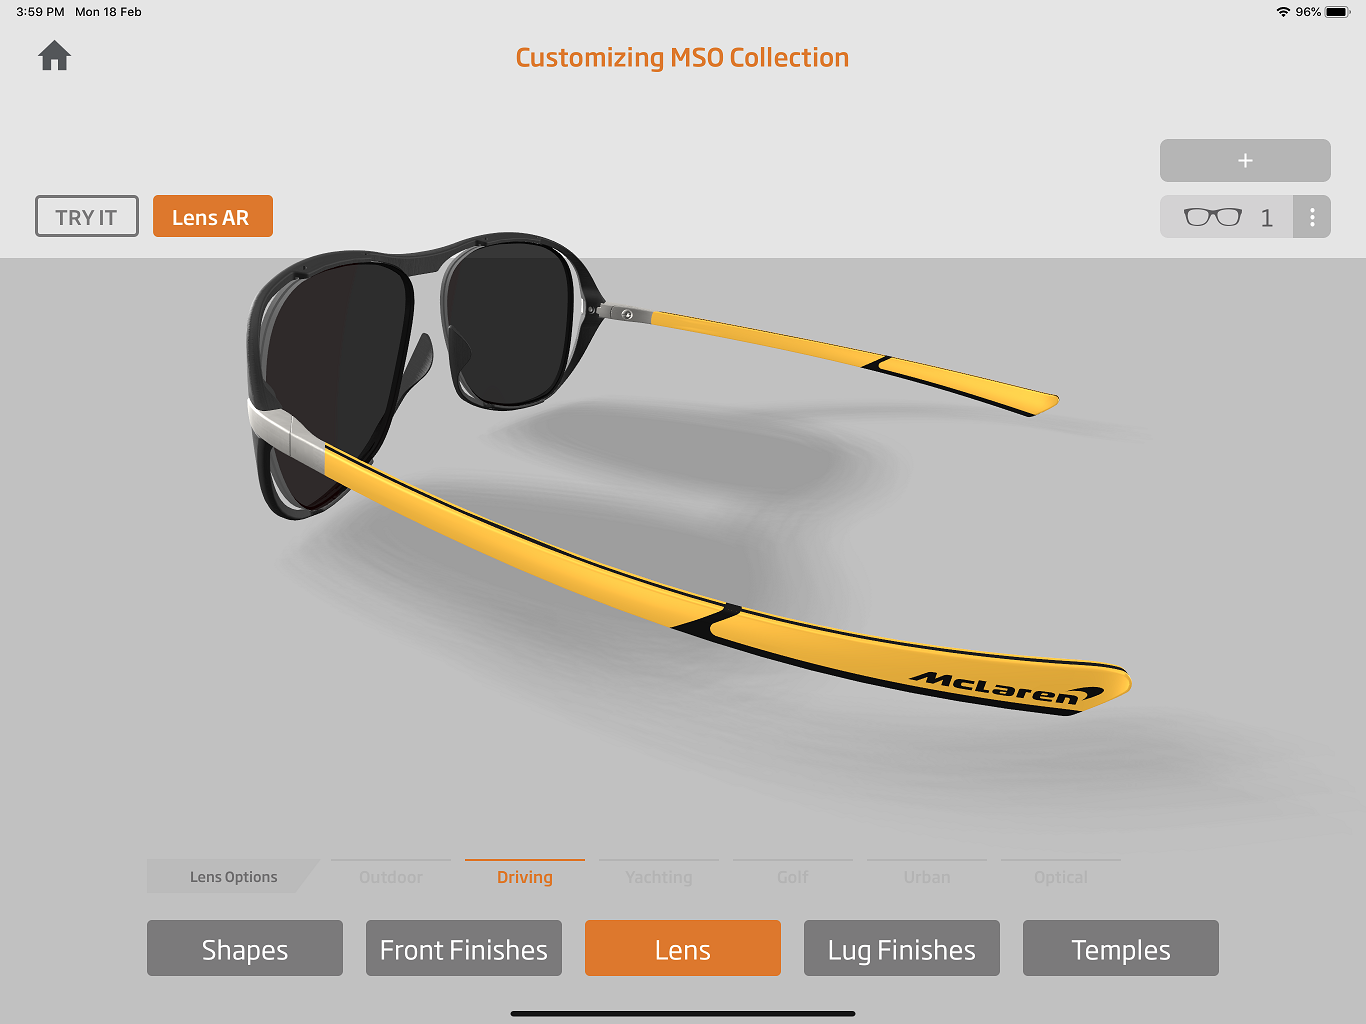 3:59 PM Mon 18 Feb
96%
Customizing MSO Collection
+
TRY IT
Lens AR
1
McLaren
Lens Options
Outdoor
Driving
Yachting
Golf
Urban
Optical
Shapes
Front Finishes
Lens
Lug Finishes
Temples